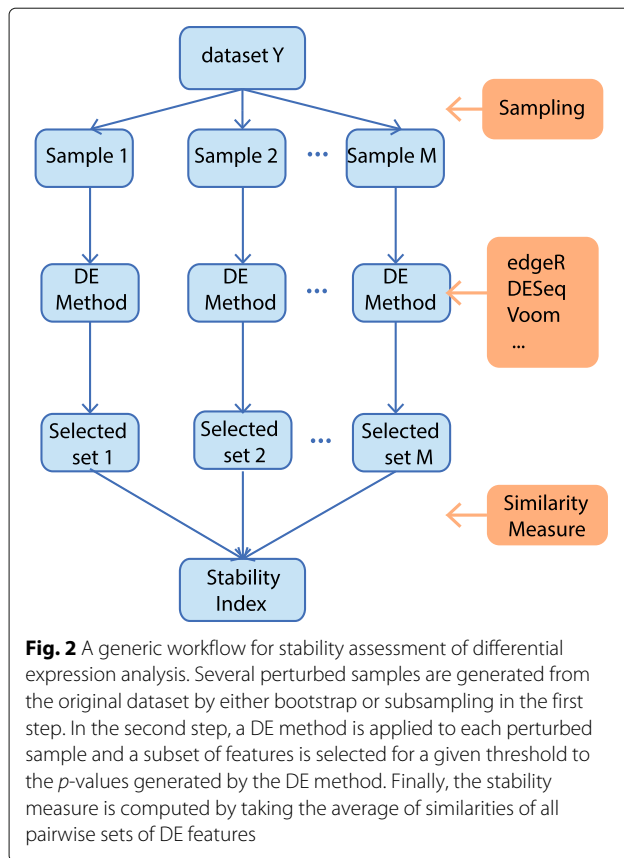 dataset Y
Sampling
Sample 1
Sample 2
...
Sample M
DE
Method
DE
Method
...
DE
Method
edgeR
DESeq
Voom
...
Selected
set 1
Selected
set 2
...
Selected
set M
Similarity
Measure
Stability
Index
Fig. 2 A generic workflow for stability assessment of differential
expression analysis. Several perturbed samples are generated from
the original dataset by either bootstrap or subsampling in the first
step. In the second step, a DE method is applied to each perturbed
sample and a subset of features is selected for a given threshold to
the p-values generated by the DE method. Finally, the stability
measure is computed by taking the average of similarities of all
pairwise sets of DE features